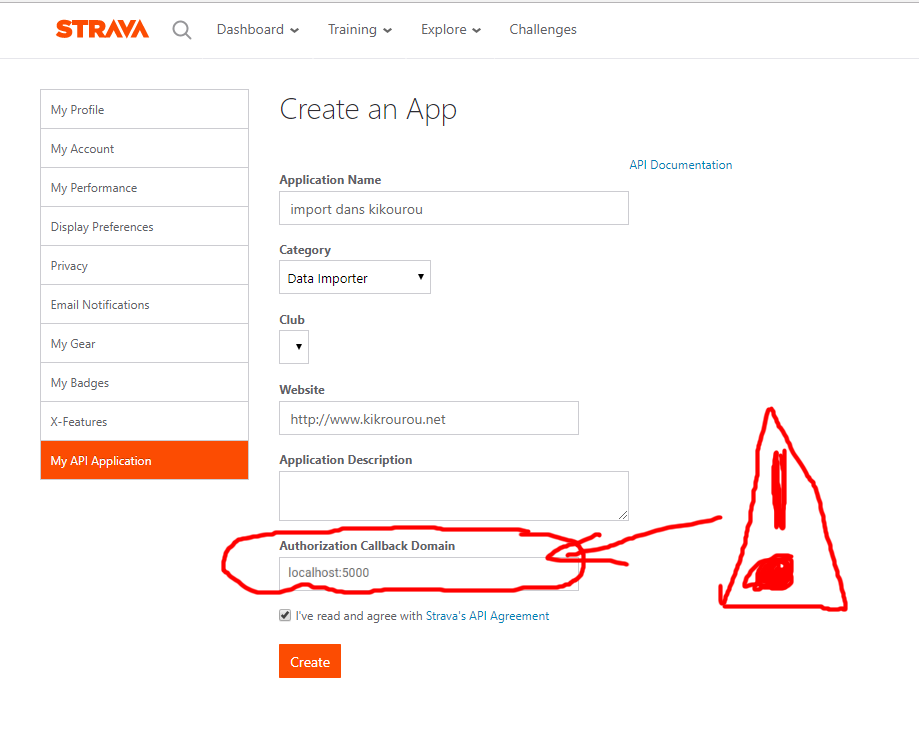 STRAVA Dashboard Training Explore Challenges
My Profile
My Account
My Performance
Display Preferences
Privacy
Email Notifications
My Gear
My Badges
X-Features
My API Application
Create an App
API Documentation
Application Name
import dans kikourou
Category
Data Importer
Club
Website
http://www.kikrourou.net
Application Description
Authorization Callback Domain
localhost:5000
I've read and agree with Strava's API Agreement
Create